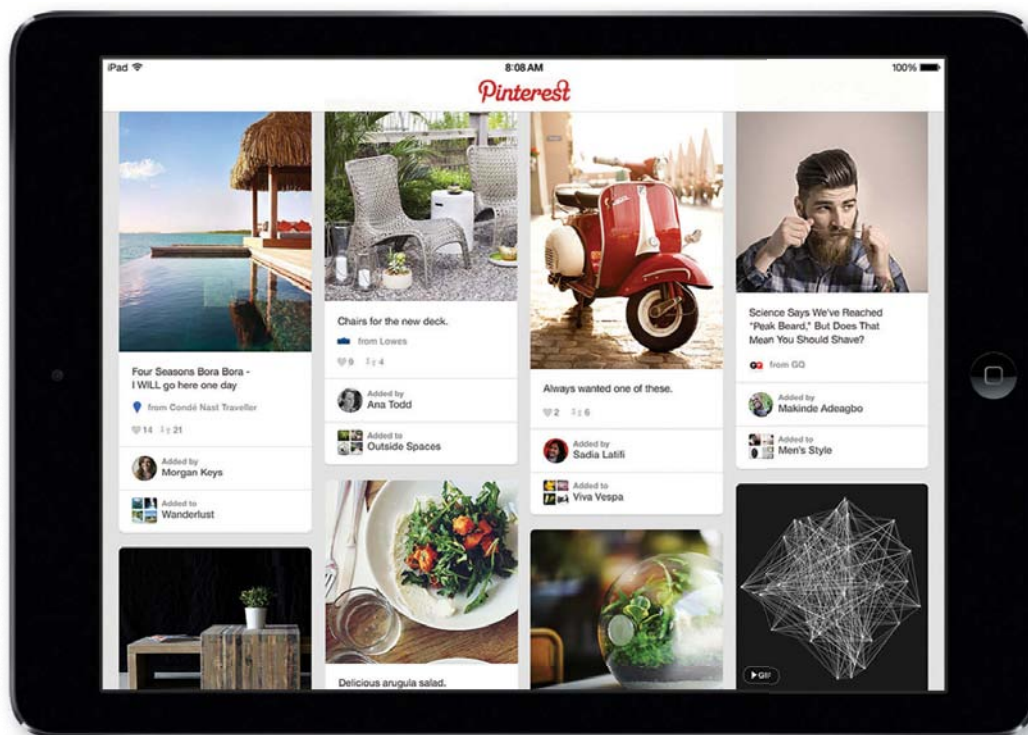 iPad
8:08 AM
100%
Pinterest
Four Seasons Bora Bora -
I WILL go here one day
from Condé Nast Traveller
14 21
Added by
Morgan Keys
Added to
Wanderlust
Chairs for the new deck.
from Lowes
9 4
Added by
Ana Todd
Added to
Outside Spaces
Delicious arugula salad.
Vespa
Always wanted one of these.
2 6
Added by
Sadia Latifi
Added to
Viva Vespa
Science Says We've Reached
"Peak Beard," But Does That
Mean You Should Shave?
GQ from GQ
Added by
Makinde Adeagbo
Added to
Men's Style
GIF